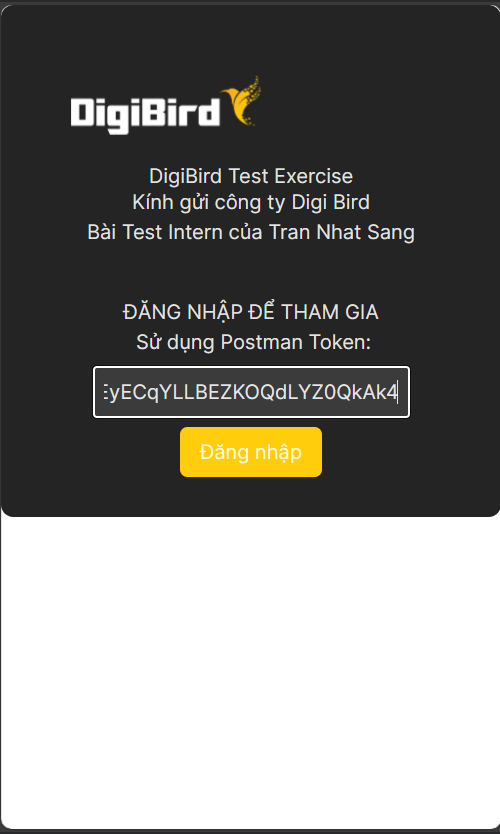 DigiBird
DigiBird Test Exercise
Kính gửi công ty Digi Bird
Bài Test Intern của Tran Nhat Sang
ĐĂNG NHẬP ĐỂ THAM GIA
Sử dụng Postman Token:
EyECqYLLBEZKOQdLYZ0QkAk4
Đăng nhập